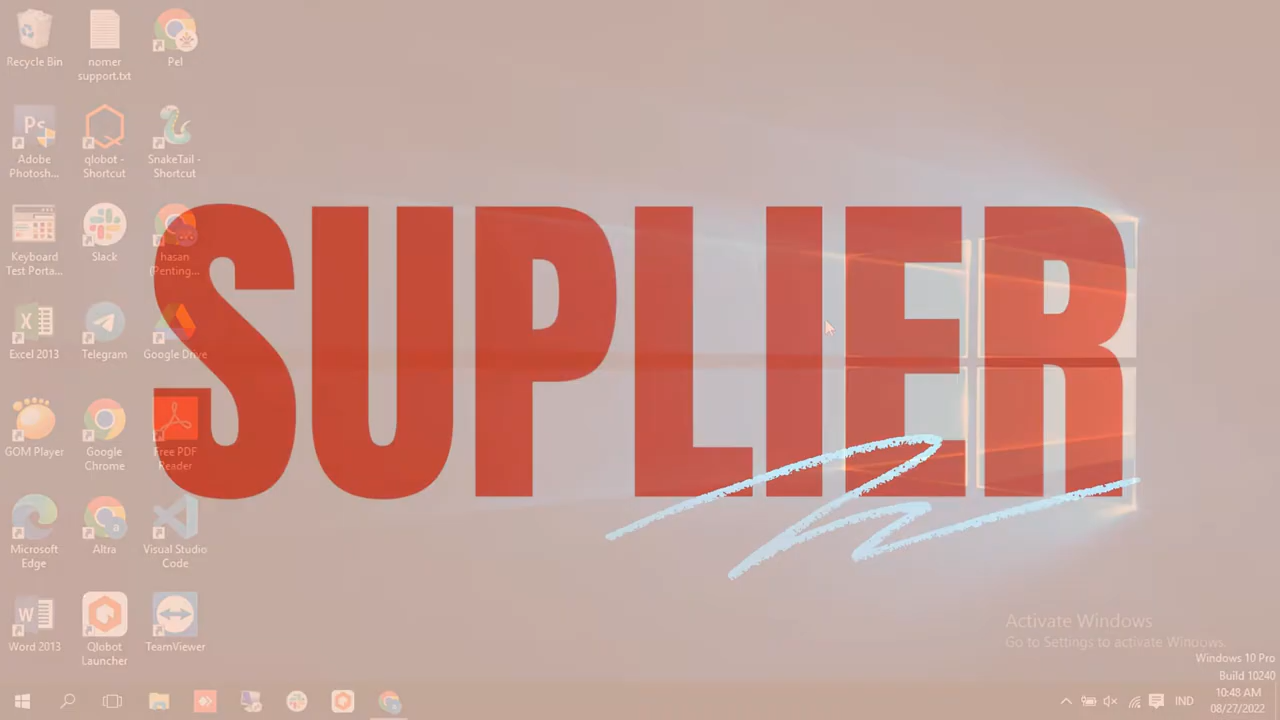 Recycle Bin
nomer
support.txt
Pel
Ps
Adobe
Photosh...
qlobot -
Shortcut
SnakeTail -
Shortcut
SUPLIER
Keyboard
Test Porta...
Slack
hasan
(Penting...
Excel 2013
Telegram
Google Drive
GOM Player
Google
Chrome
Free PDF
Reader
Microsoft
Edge
a
Altra
Visual Studio
Code
Word 2013
Qlobot
Launcher
TeamViewer
Activate Windows
Go to Settings to activate Windows.
Windows 10 Pro
Build 10240
IND
10:48 AM
08/27/2022